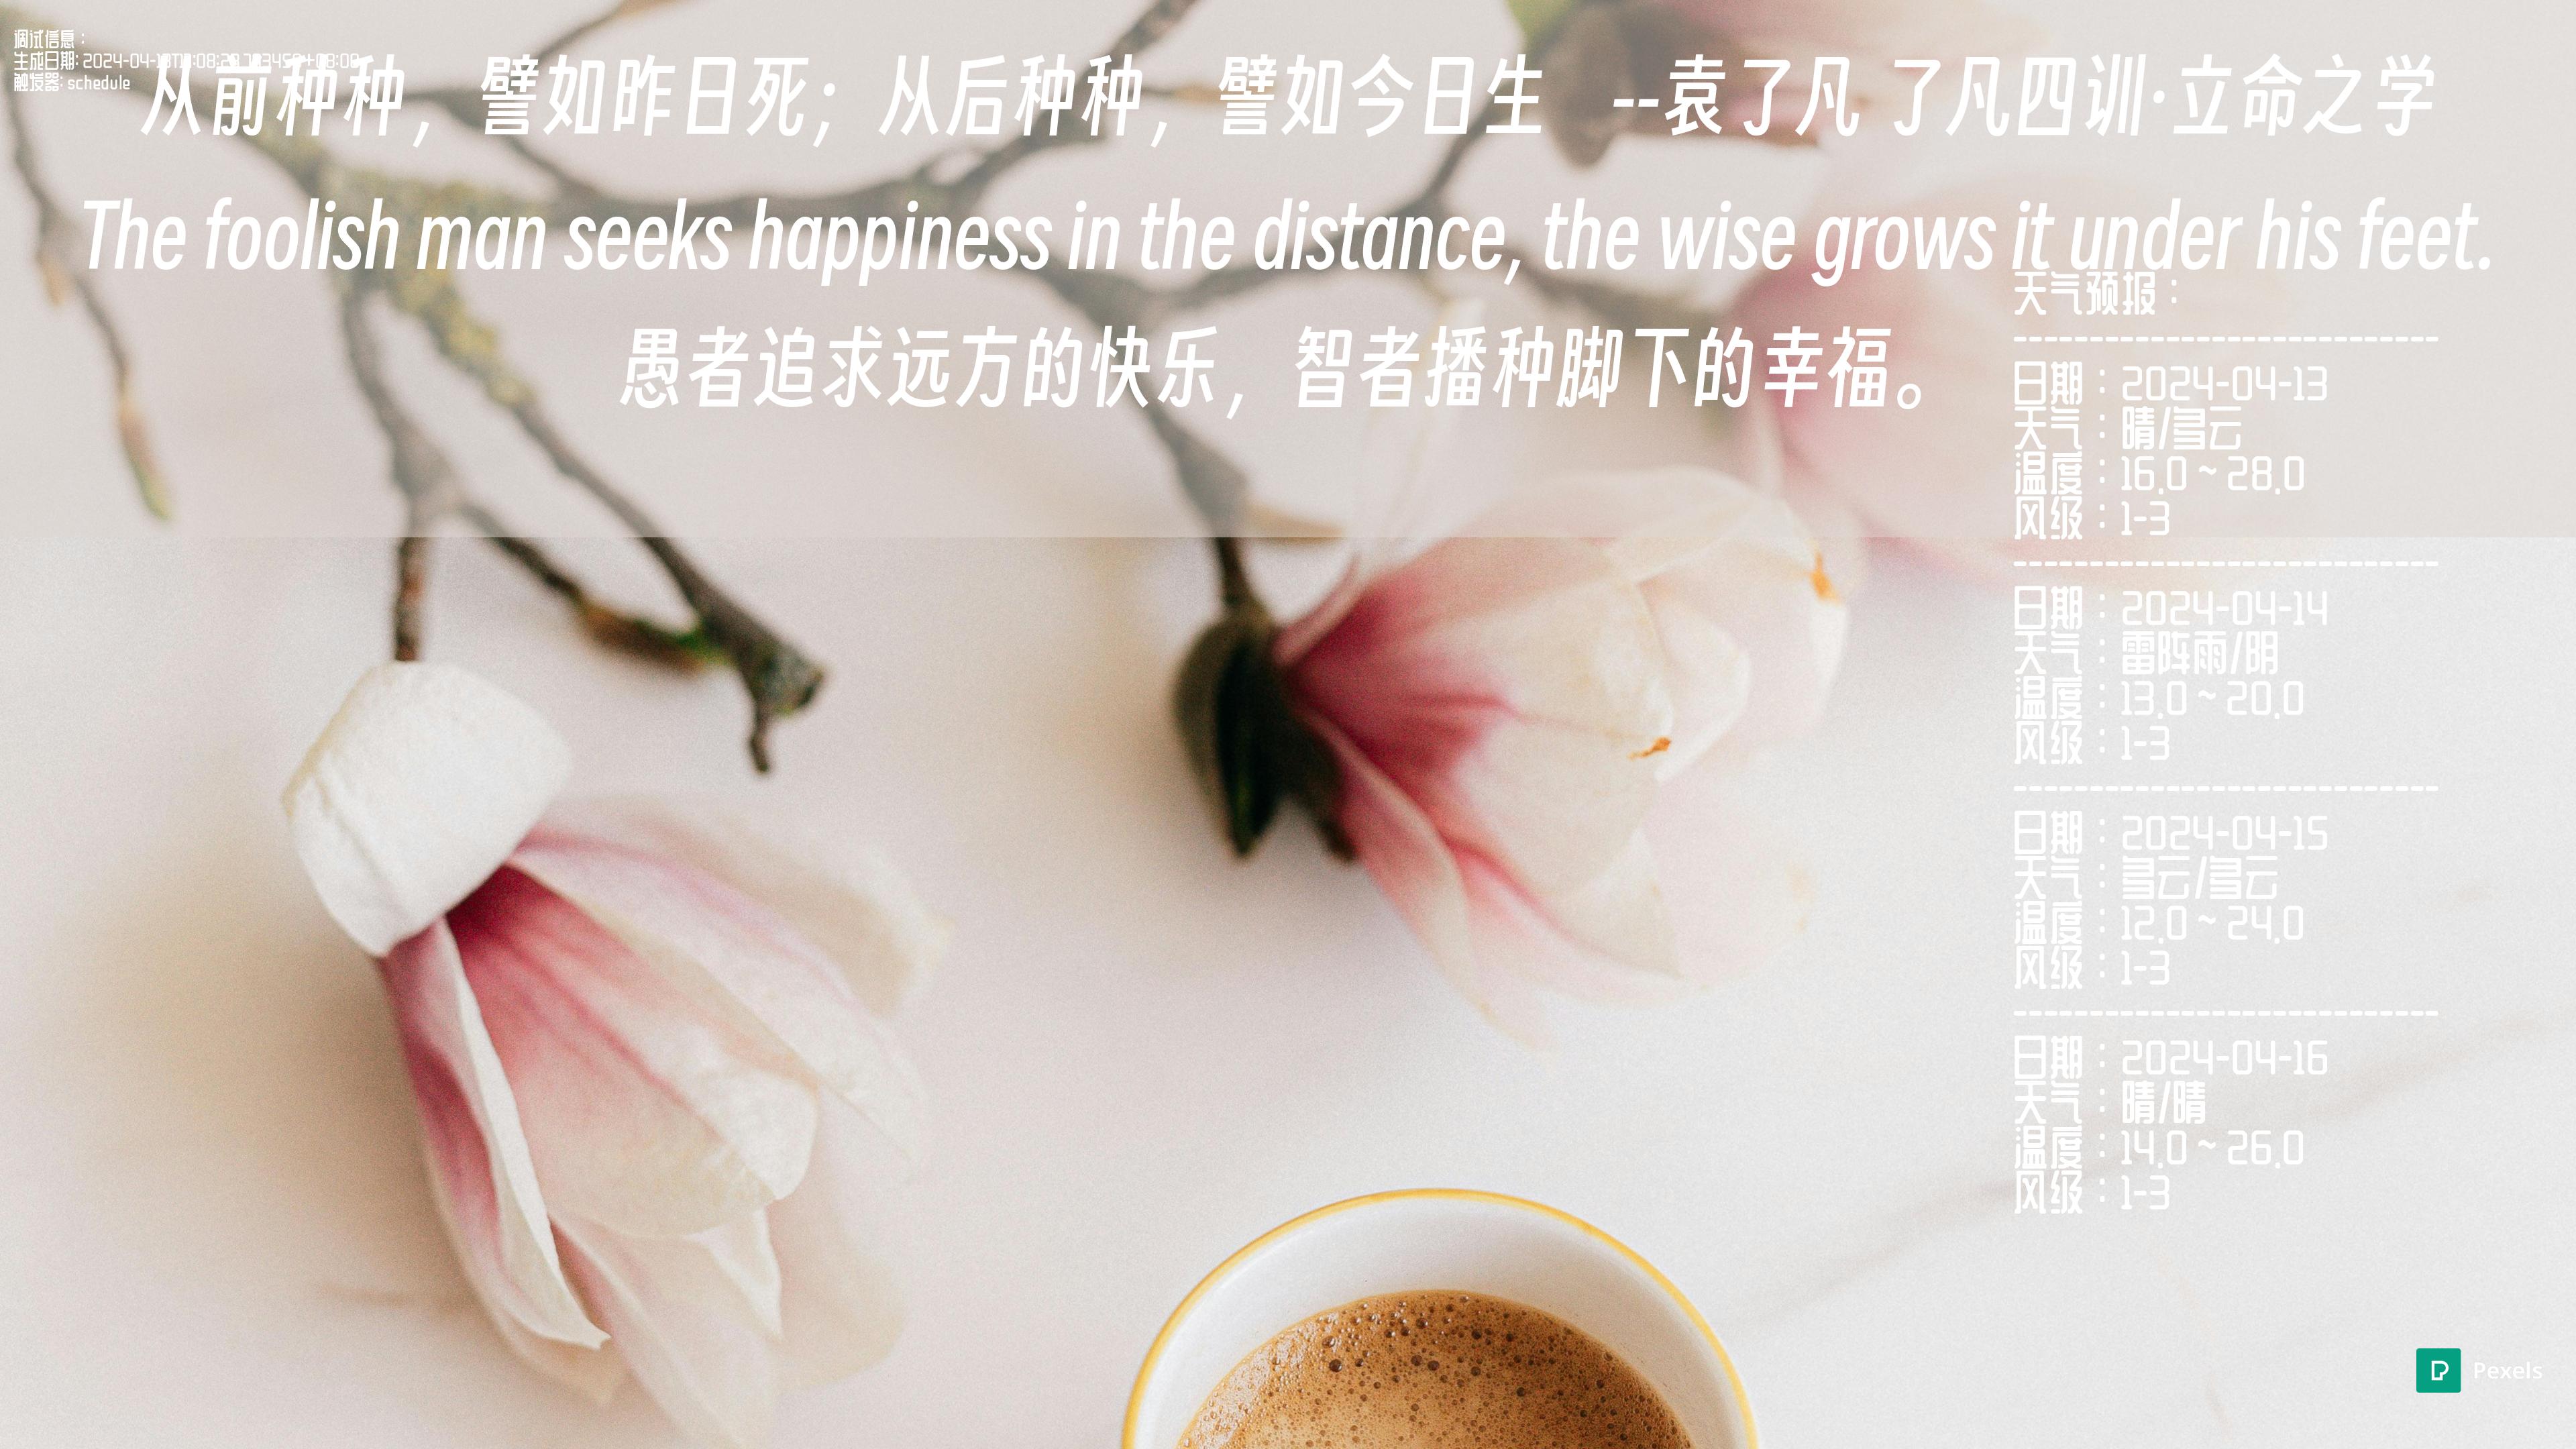 调试信息：
生成日期: 2024-04-13
触发器: schedule
从前种种，譬如昨日死；从后种种，譬如今日生 --袁了凡 了凡四训·立命之学
The foolish man seeks happiness in the distance, the wise grows it under his feet.
愚者追求远方的快乐，智者播种脚下的幸福。
天气预报：
----------------------------
日期：2024-04-13
天气：晴/多云
温度：16.0 ~ 28.0
风级：1-3
----------------------------
日期：2024-04-14
天气：雷阵雨/阴
温度：13.0 ~ 20.0
风级：1-3
----------------------------
日期：2024-04-15
天气：多云/多云
温度：12.0 ~ 24.0
风级：1-3
----------------------------
日期：2024-04-16
天气：晴/晴
温度：14.0 ~ 26.0
风级：1-3
Pexels